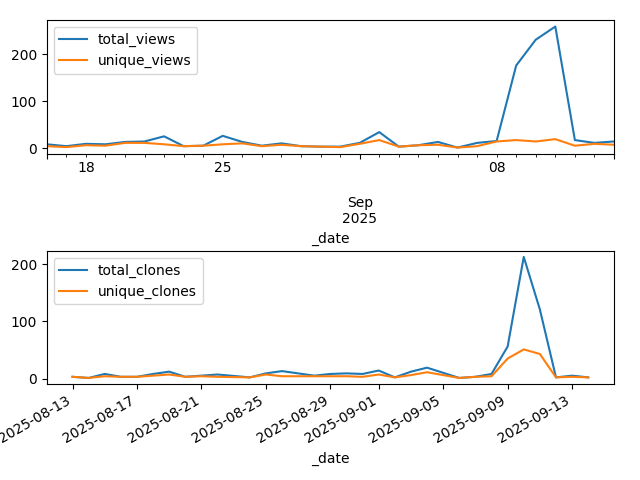 total_views
unique_views
200
100
0
18
25
08
Sep
2025
_date
total_clones
unique_clones
200
100
0
2025-08-13
2025-08-17
2025-08-21
2025-08-25
2025-08-29
2025-09-01
2025-09-05
2025-09-09
2025-09-13
_date